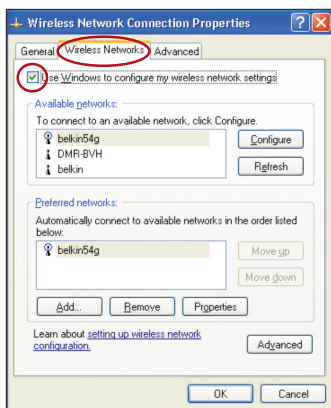 Wireless Network Connection Properties
General Wireless Networks Advanced
Use Windows to configure my wireless network settings
Available networks:
To connect to an available network, click Configure.
belkin54g
DMR-BVH
belkin
Configure
Refresh
Preferred networks:
Automatically connect to available networks in the order listed
below:
belkin54g
Move up
Move down
Add... Remove Properties
Learn about setting up wireless network
configuration.
Advanced
OK Cancel